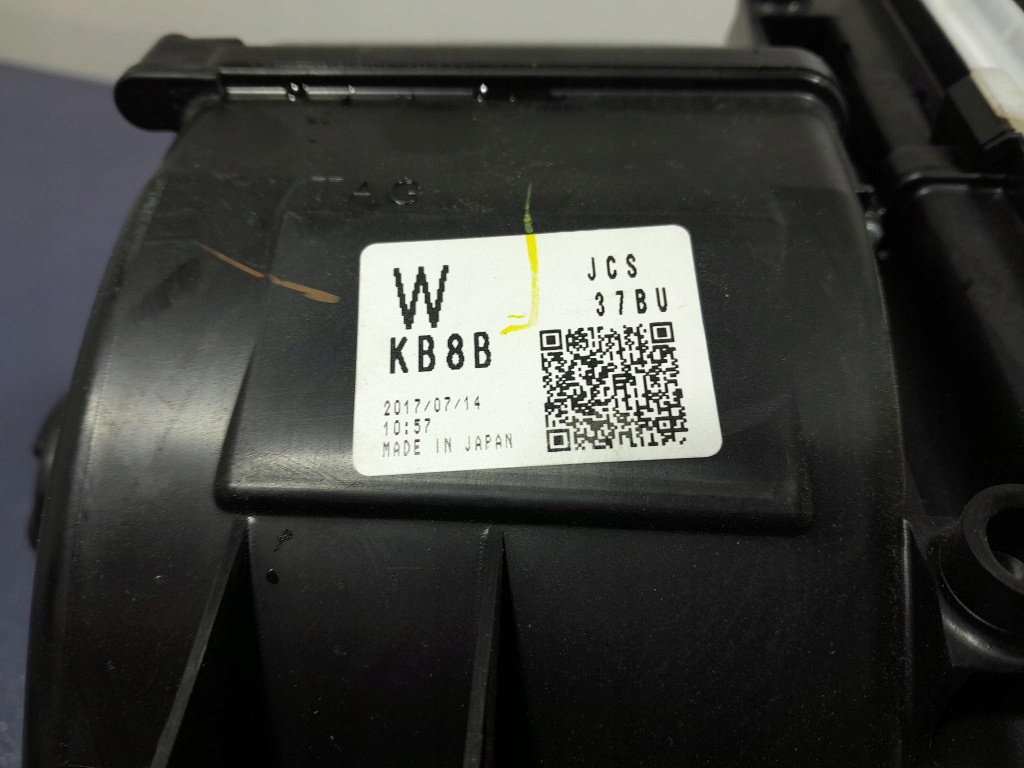 W
KB8B
JCS
37BU
2017/07/14
10:57
MADE IN JAPAN